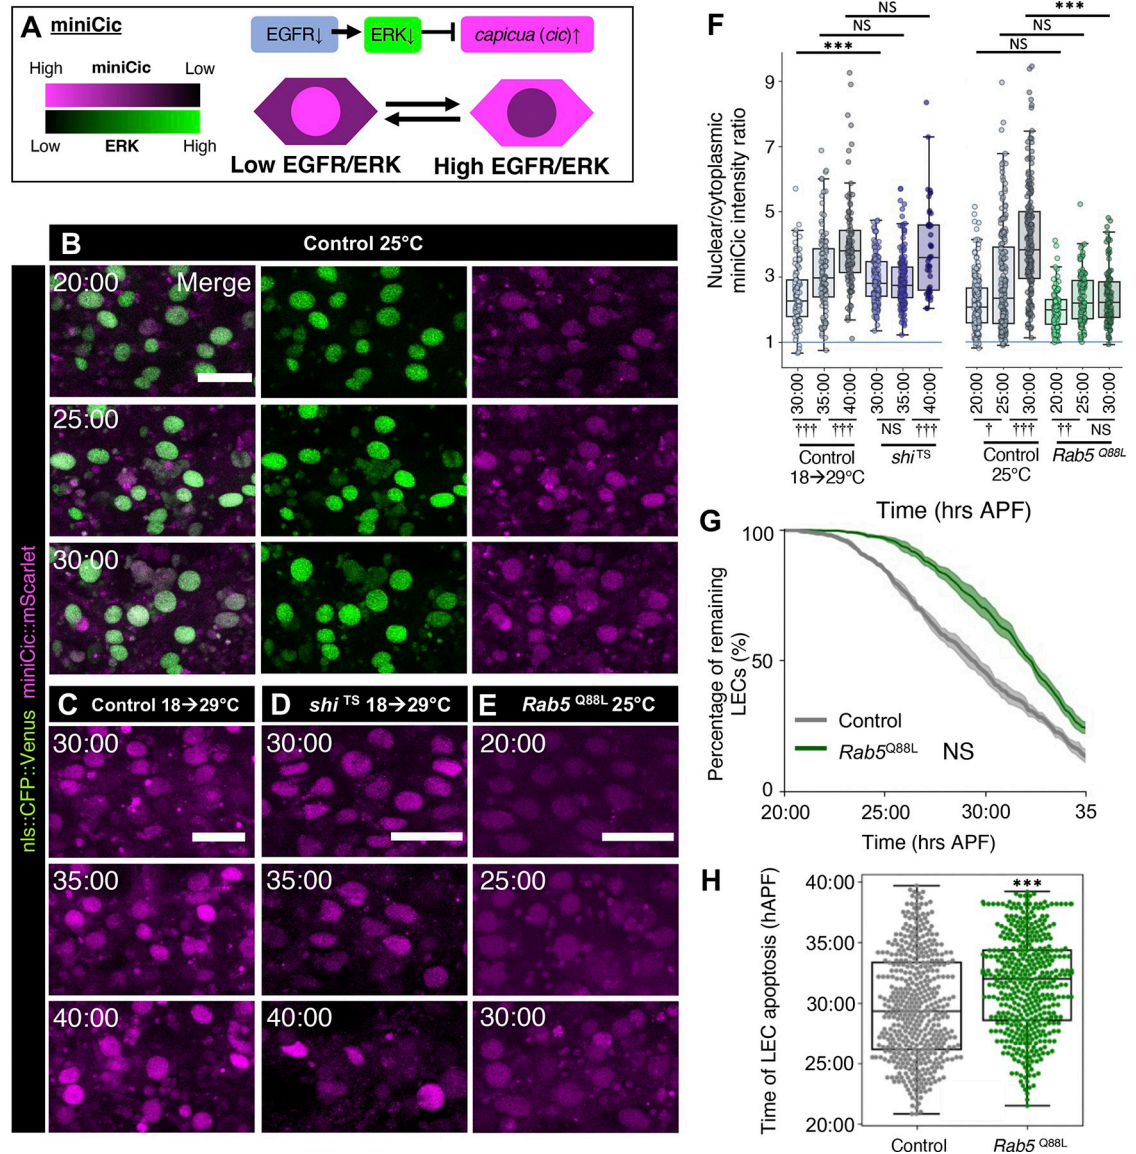 A miniCic
EGFR↓
ERK↓
capicua (cic)↑
High miniCic Low
Low ERK High
Low EGFR/ERK
High EGFR/ERK
B Control 25°C
nls::CFP::Venus miniCic::mScarlet
20:00 Merge
25:00
30:00
C Control 18→29°C
D shi TS 18→29°C
E Rab5 Q88L 25°C
30:00
30:00
20:00
35:00
35:00
25:00
40:00
40:00
30:00
F
NS
***
NS
NS
***
NS
Nuclear/cytoplasmic
miniCic intensity ratio
9
7
5
3
1
30:00 35:00 40:00 30:00 35:00 40:00 20:00 25:00 30:00 20:00 25:00 30:00
††† ††† NS ††† † ††† †† NS
Control
18→29°C
shi TS
Control
25°C
Rab5 Q88L
Time (hrs APF)
G
Percentage of remaining
LECs (%)
100
50
0
Control
Rab5Q88L NS
20:00 25:00 30:00 35
Time (hrs APF)
H
Time of LEC apoptosis (hAPF)
40:00
35:00
30:00
25:00
20:00
***
Control
Rab5 Q88L